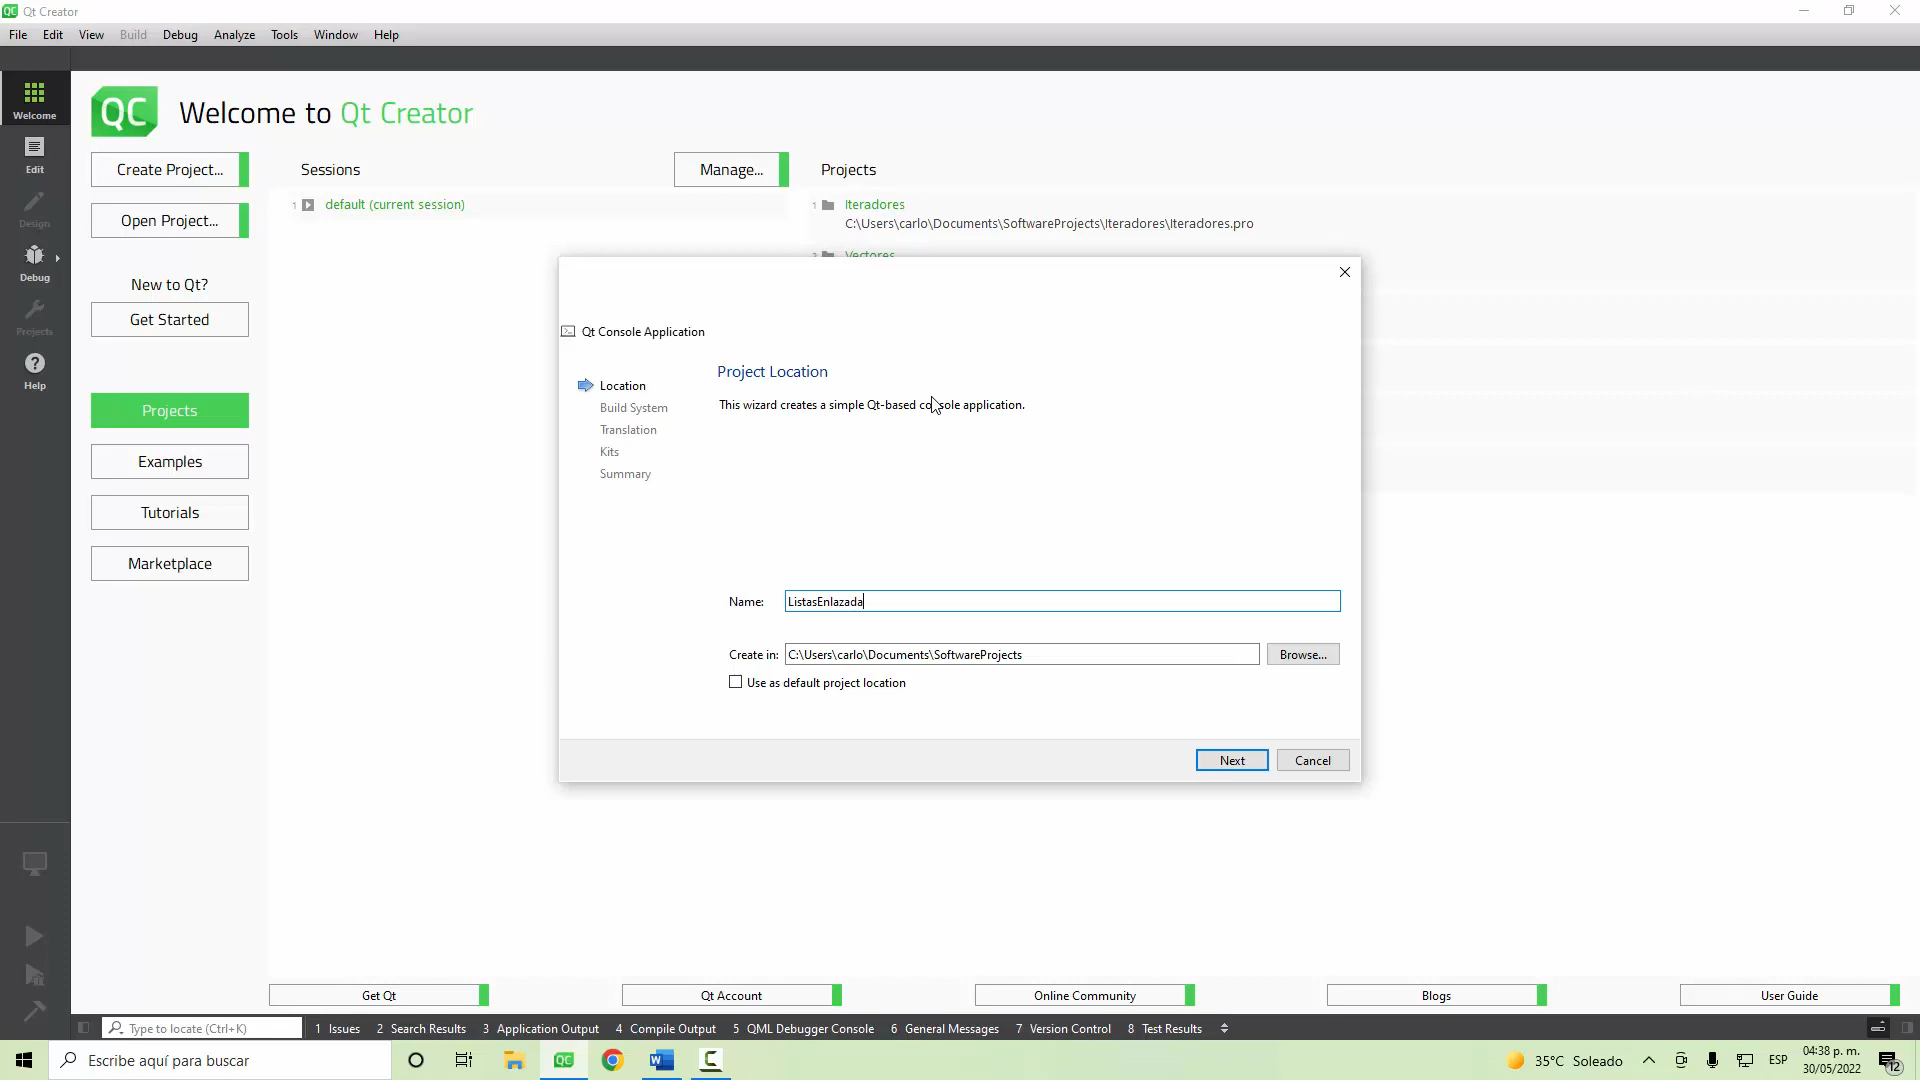 Qt Creator
File Edit View Build Debug Analyze Tools Window Help
QC Welcome to Qt Creator
Welcome
Edit
Design
Debug
Projects
Help
Create Project...
Open Project...
New to Qt?
Get Started
Projects
Examples
Tutorials
Marketplace
Sessions
Manage...
1 default (current session)
Projects
1 Iteradores
C:\Users\carlo\Documents\SoftwareProjects\Iteradores\Iteradores.pro
2 Vectores
Qt Console Application
Location
Build System
Translation
Kits
Summary
Project Location
This wizard creates a simple Qt-based console application.
Name: ListasEnlazada
Create in: C:\Users\carlo\Documents\SoftwareProjects Browse...
Use as default project location
Next Cancel
Get Qt Qt Account Online Community Blogs User Guide
Type to locate (Ctrl+K) 1 Issues 2 Search Results 3 Application Output 4 Compile Output 5 QML Debugger Console 6 General Messages 7 Version Control 8 Test Results
Escribe aquí para buscar
QC
W
35°C Soleado
ESP
04:38 p. m.
30/05/2022
12